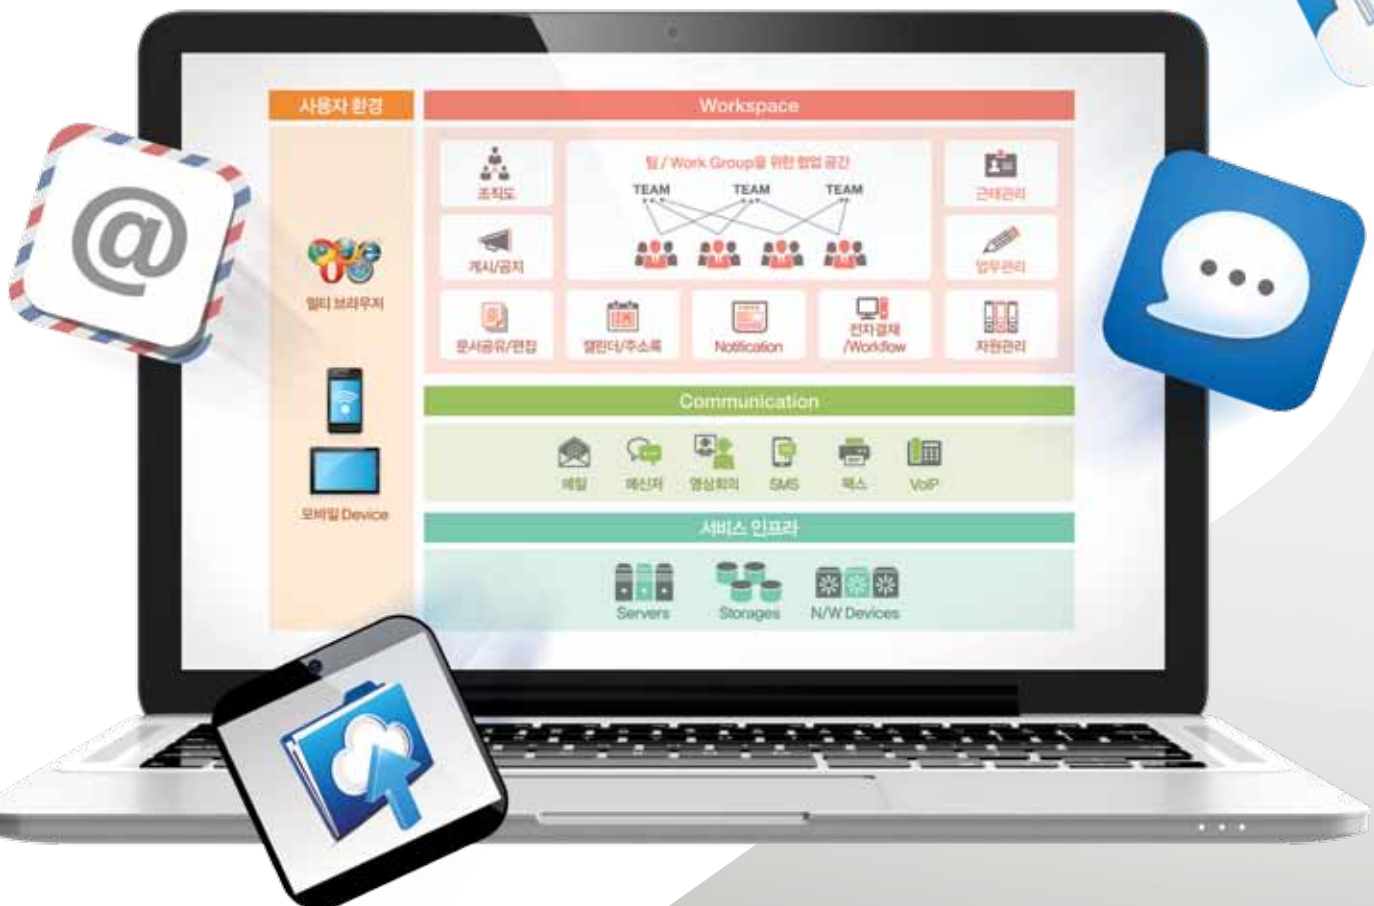 사용자 환경
멀티 브라우저
모바일 Device
Workspace
조직도
팀 / Work Group을 위한 협업 공간
TEAM TEAM TEAM
근태관리
게시/공지
업무관리
문서공유/편집
캘린더/주소록
Notification
전자결재
/Workflow
자원관리
Communication
메일
메신저
영상회의
SMS
팩스
VoIP
서비스 인프라
Servers
Storages
N/W Devices
@